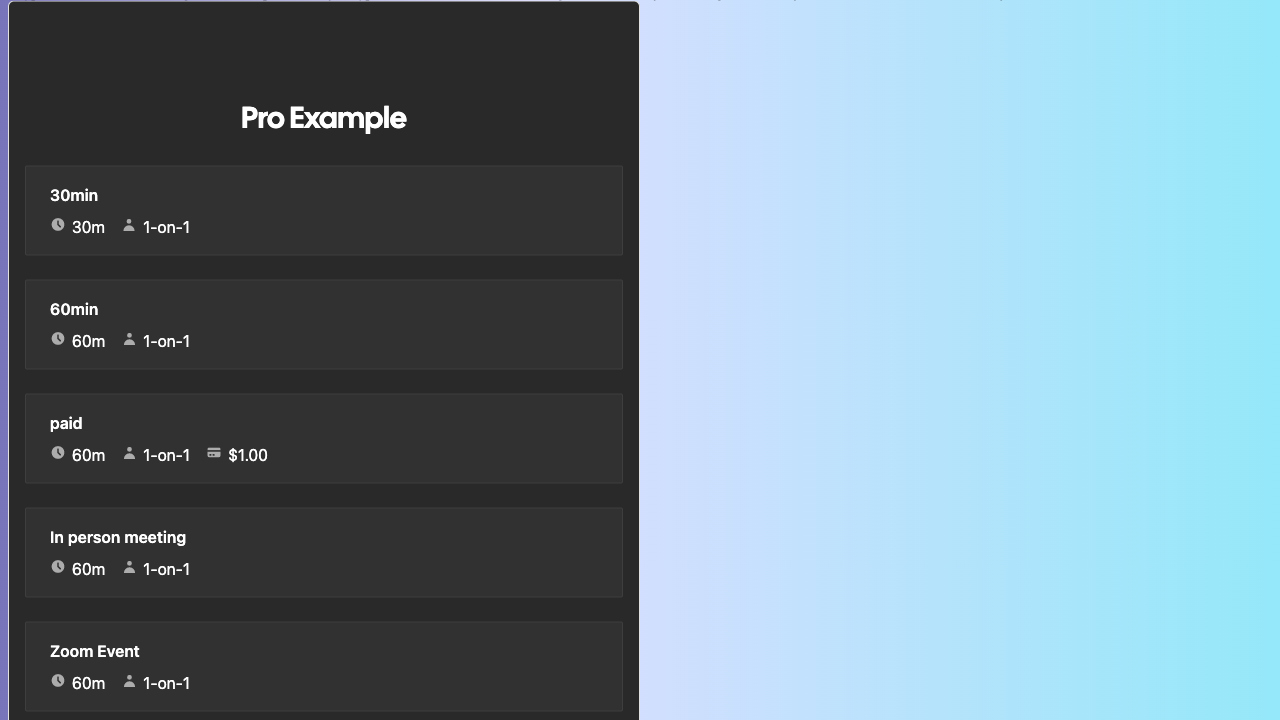 Pro Example
30min
30m 1-on-1
60min
60m 1-on-1
paid
60m 1-on-1 $1.00
In person meeting
60m 1-on-1
Zoom Event
60m 1-on-1